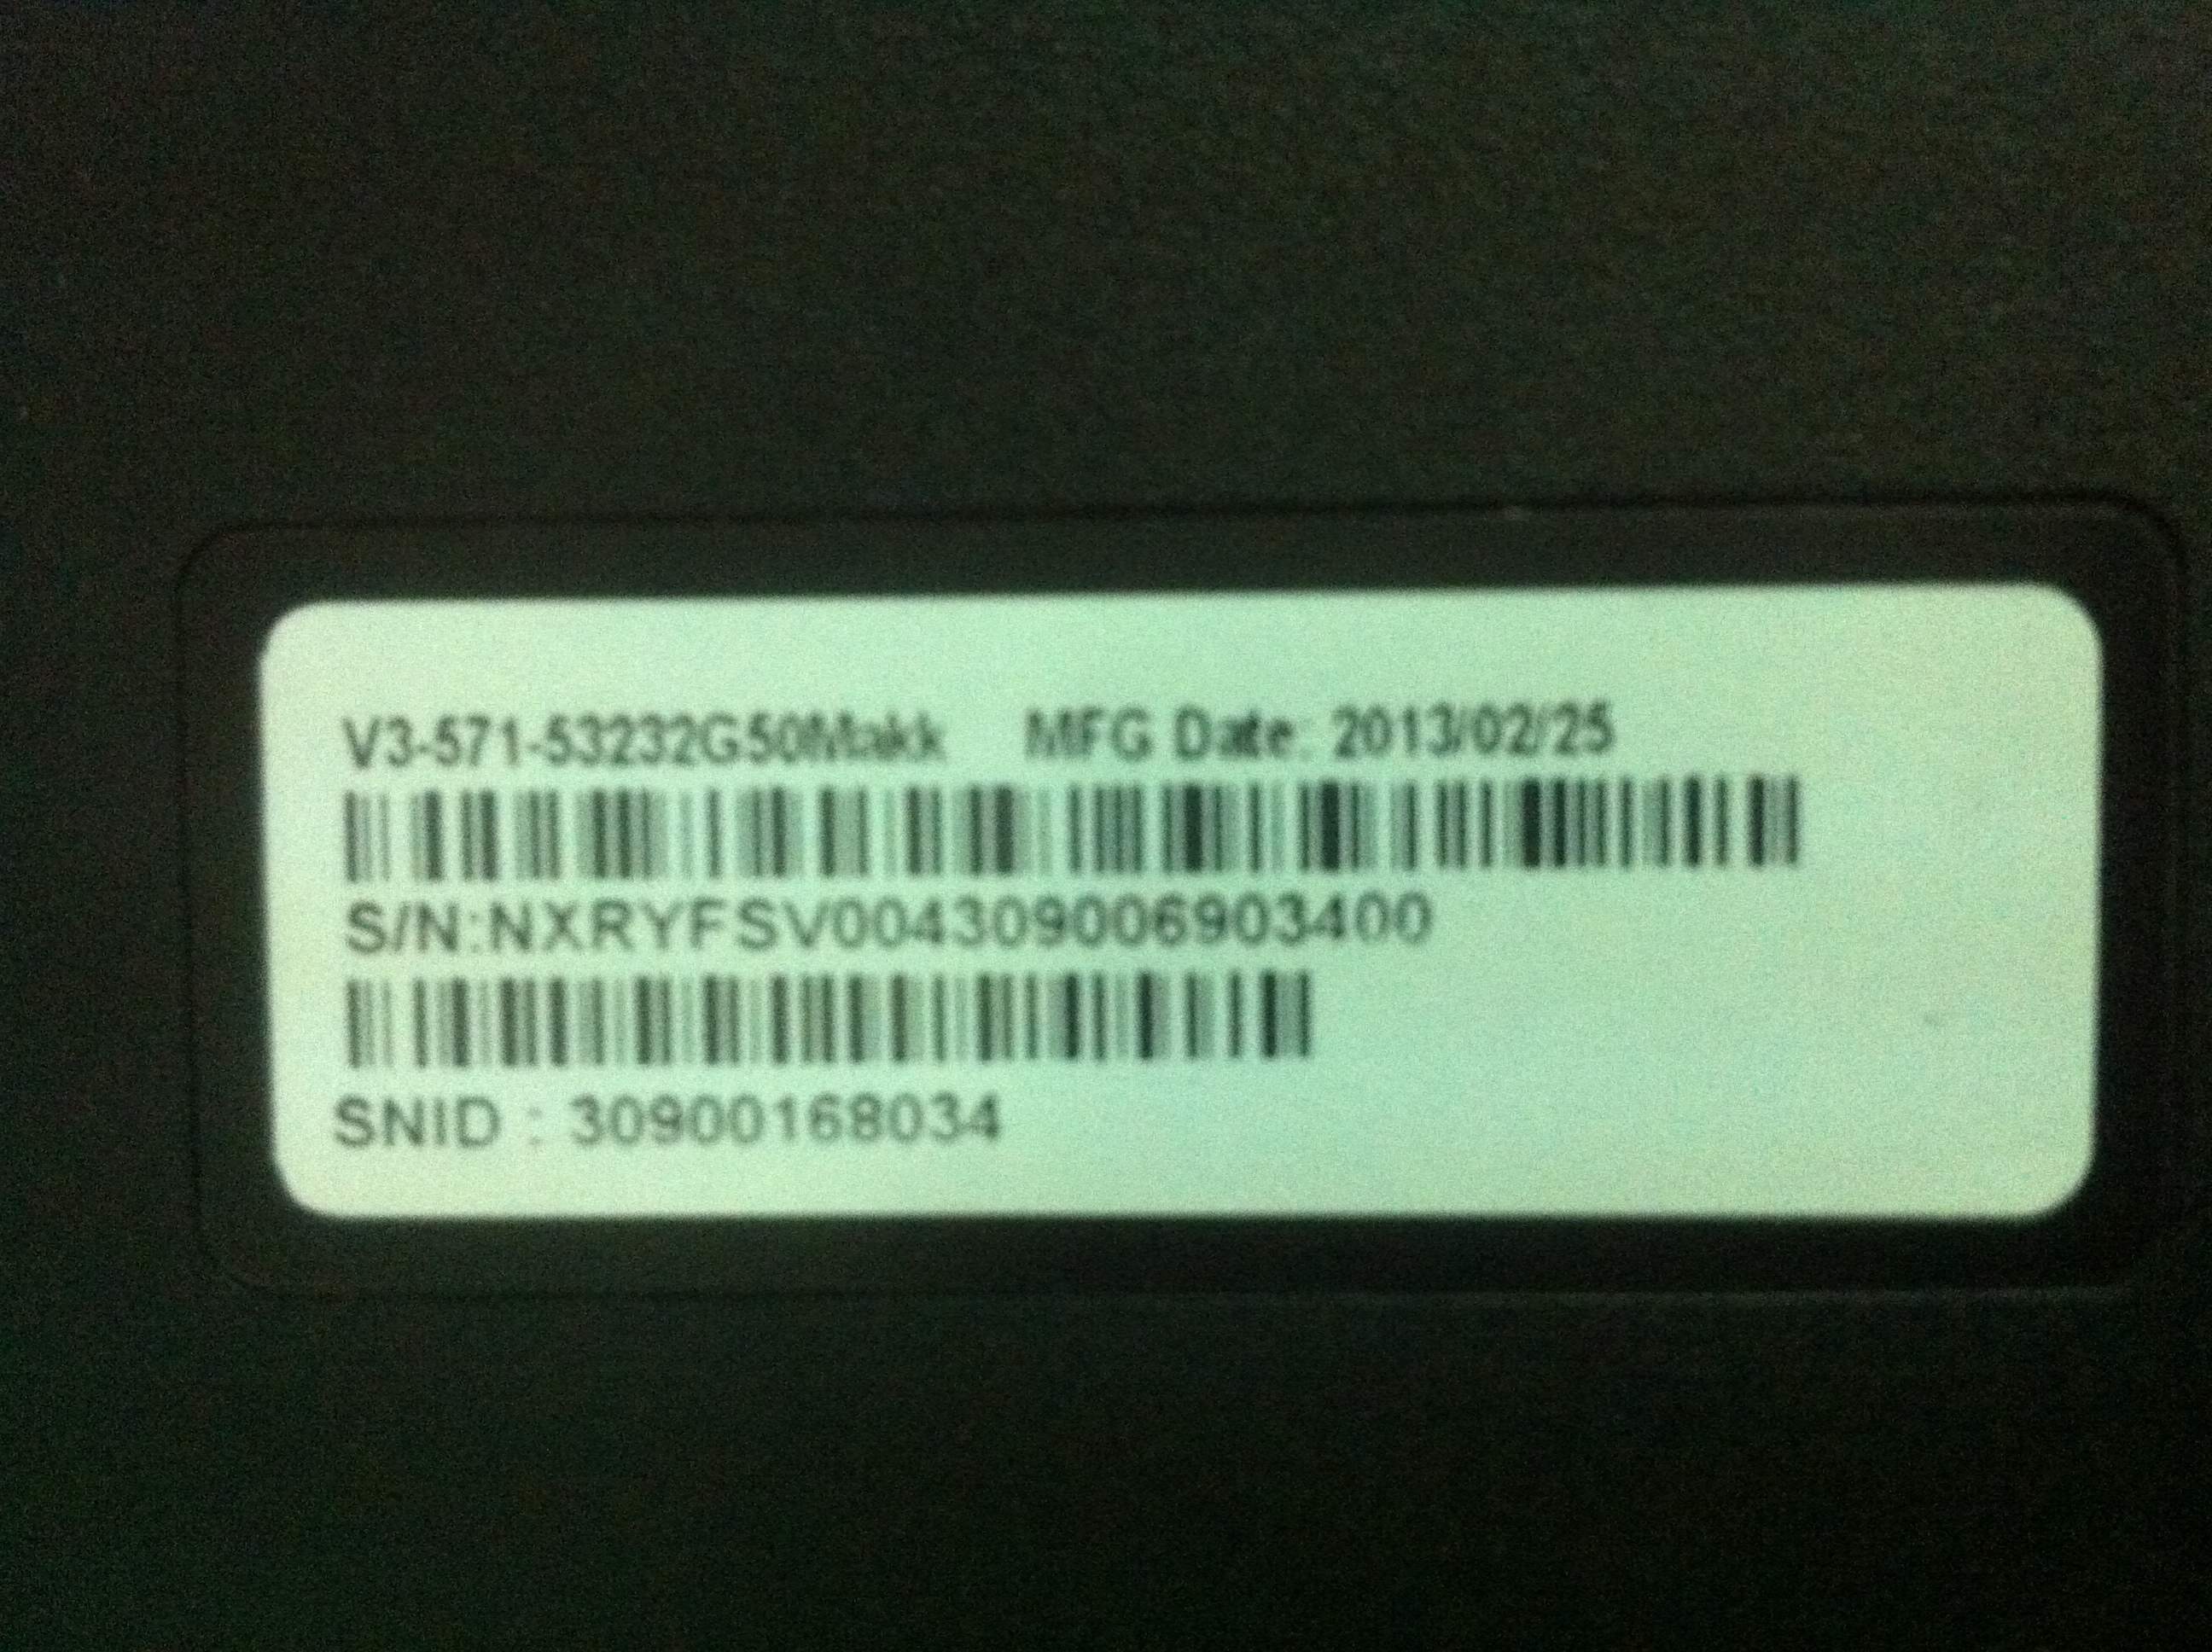 V3-571-53232G50Makk MFG Date: 2013/02/25
S/N:NXRYFSV004309006903400
SNID : 30900168034